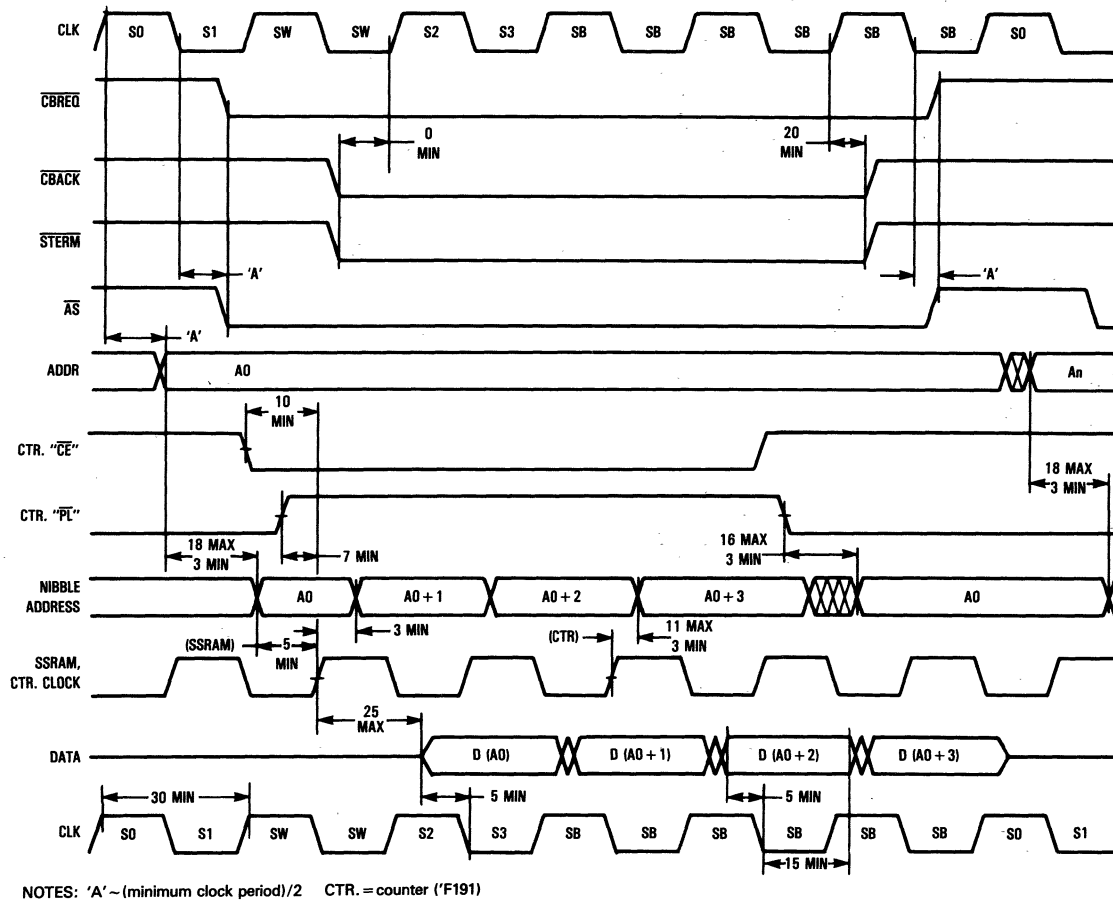 CLK S0 S1 SW SW S2 S3 SB SB SB SB SB SB S0
CBREQ
0 MIN
20 MIN
CBACK
STERM
'A'
'A'
AS
'A'
ADDR A0 An
10 MIN
CTR. "CE"
18 MAX
3 MIN
CTR. "PL"
18 MAX
3 MIN
7 MIN
16 MAX
3 MIN
NIBBLE ADDRESS A0 A0 + 1 A0 + 2 A0 + 3 A0
3 MIN
11 MAX
3 MIN
(SSRAM) 5 MIN
(CTR)
SSRAM,
CTR. CLOCK
25 MAX
DATA D (A0) D (A0 + 1) D (A0 + 2) D (A0 + 3)
30 MIN
5 MIN
5 MIN
CLK S0 S1 SW SW S2 S3 SB SB SB SB SB SB S0 S1
15 MIN
NOTES: 'A' ~ (minimum clock period)/2 CTR. = counter ('F191)